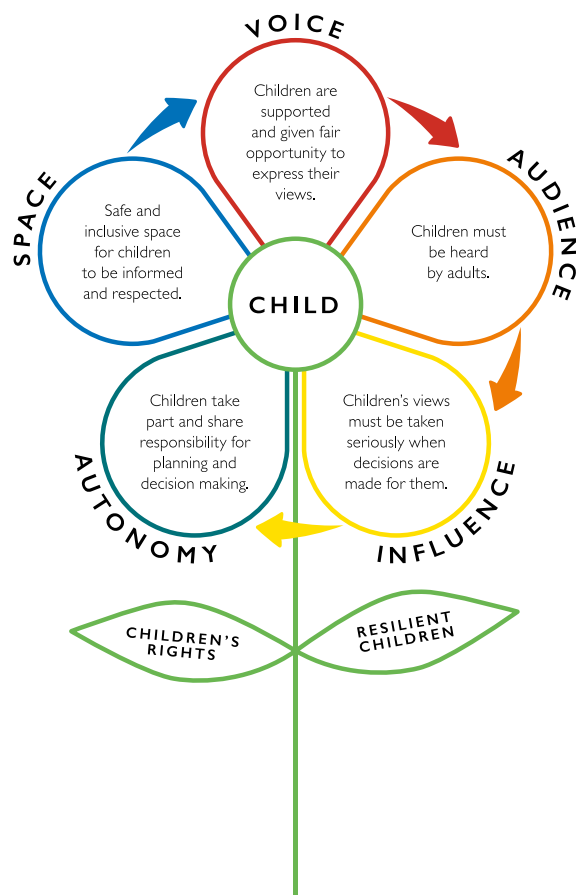 VOICE
Children are
supported
and given fair
opportunity to
express their
views.
AUDIENCE
Children must
be heard
by adults.
INFLUENCE
Children’s views
must be taken
seriously when
decisions are
made for them.
AUTONOMY
Children take
part and share
responsibility for
planning and
decision making.
SPACE
Safe and
inclusive space
for children
to be informed
and respected.
CHILD
CHILDREN’S
RIGHTS
RESILIENT
CHILDREN